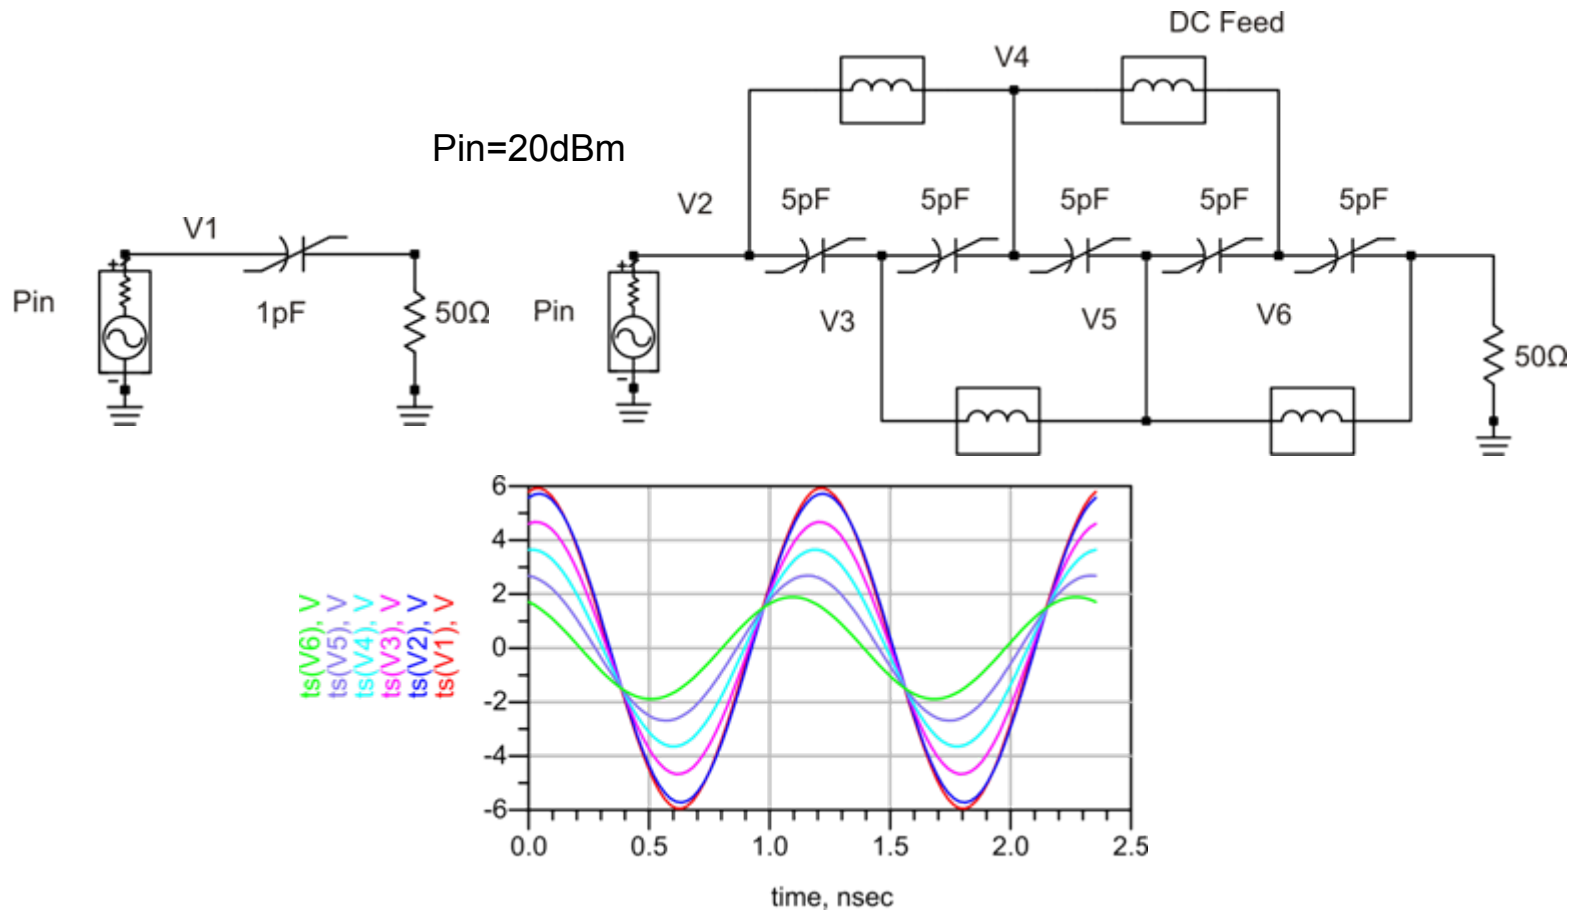 DC Feed
V4
Pin=20dBm
V2
5pF
5pF
5pF
5pF
5pF
V1
+
+
Pin
1pF
50Ω
Pin
V3
V5
V6
50Ω
-
-
6
4
2
0
-2
-4
-6
ts(V6), V
ts(V5), V
ts(V4), V
ts(V3), V
ts(V2), V
ts(V1), V
0.0 0.5 1.0 1.5 2.0 2.5
time, nsec